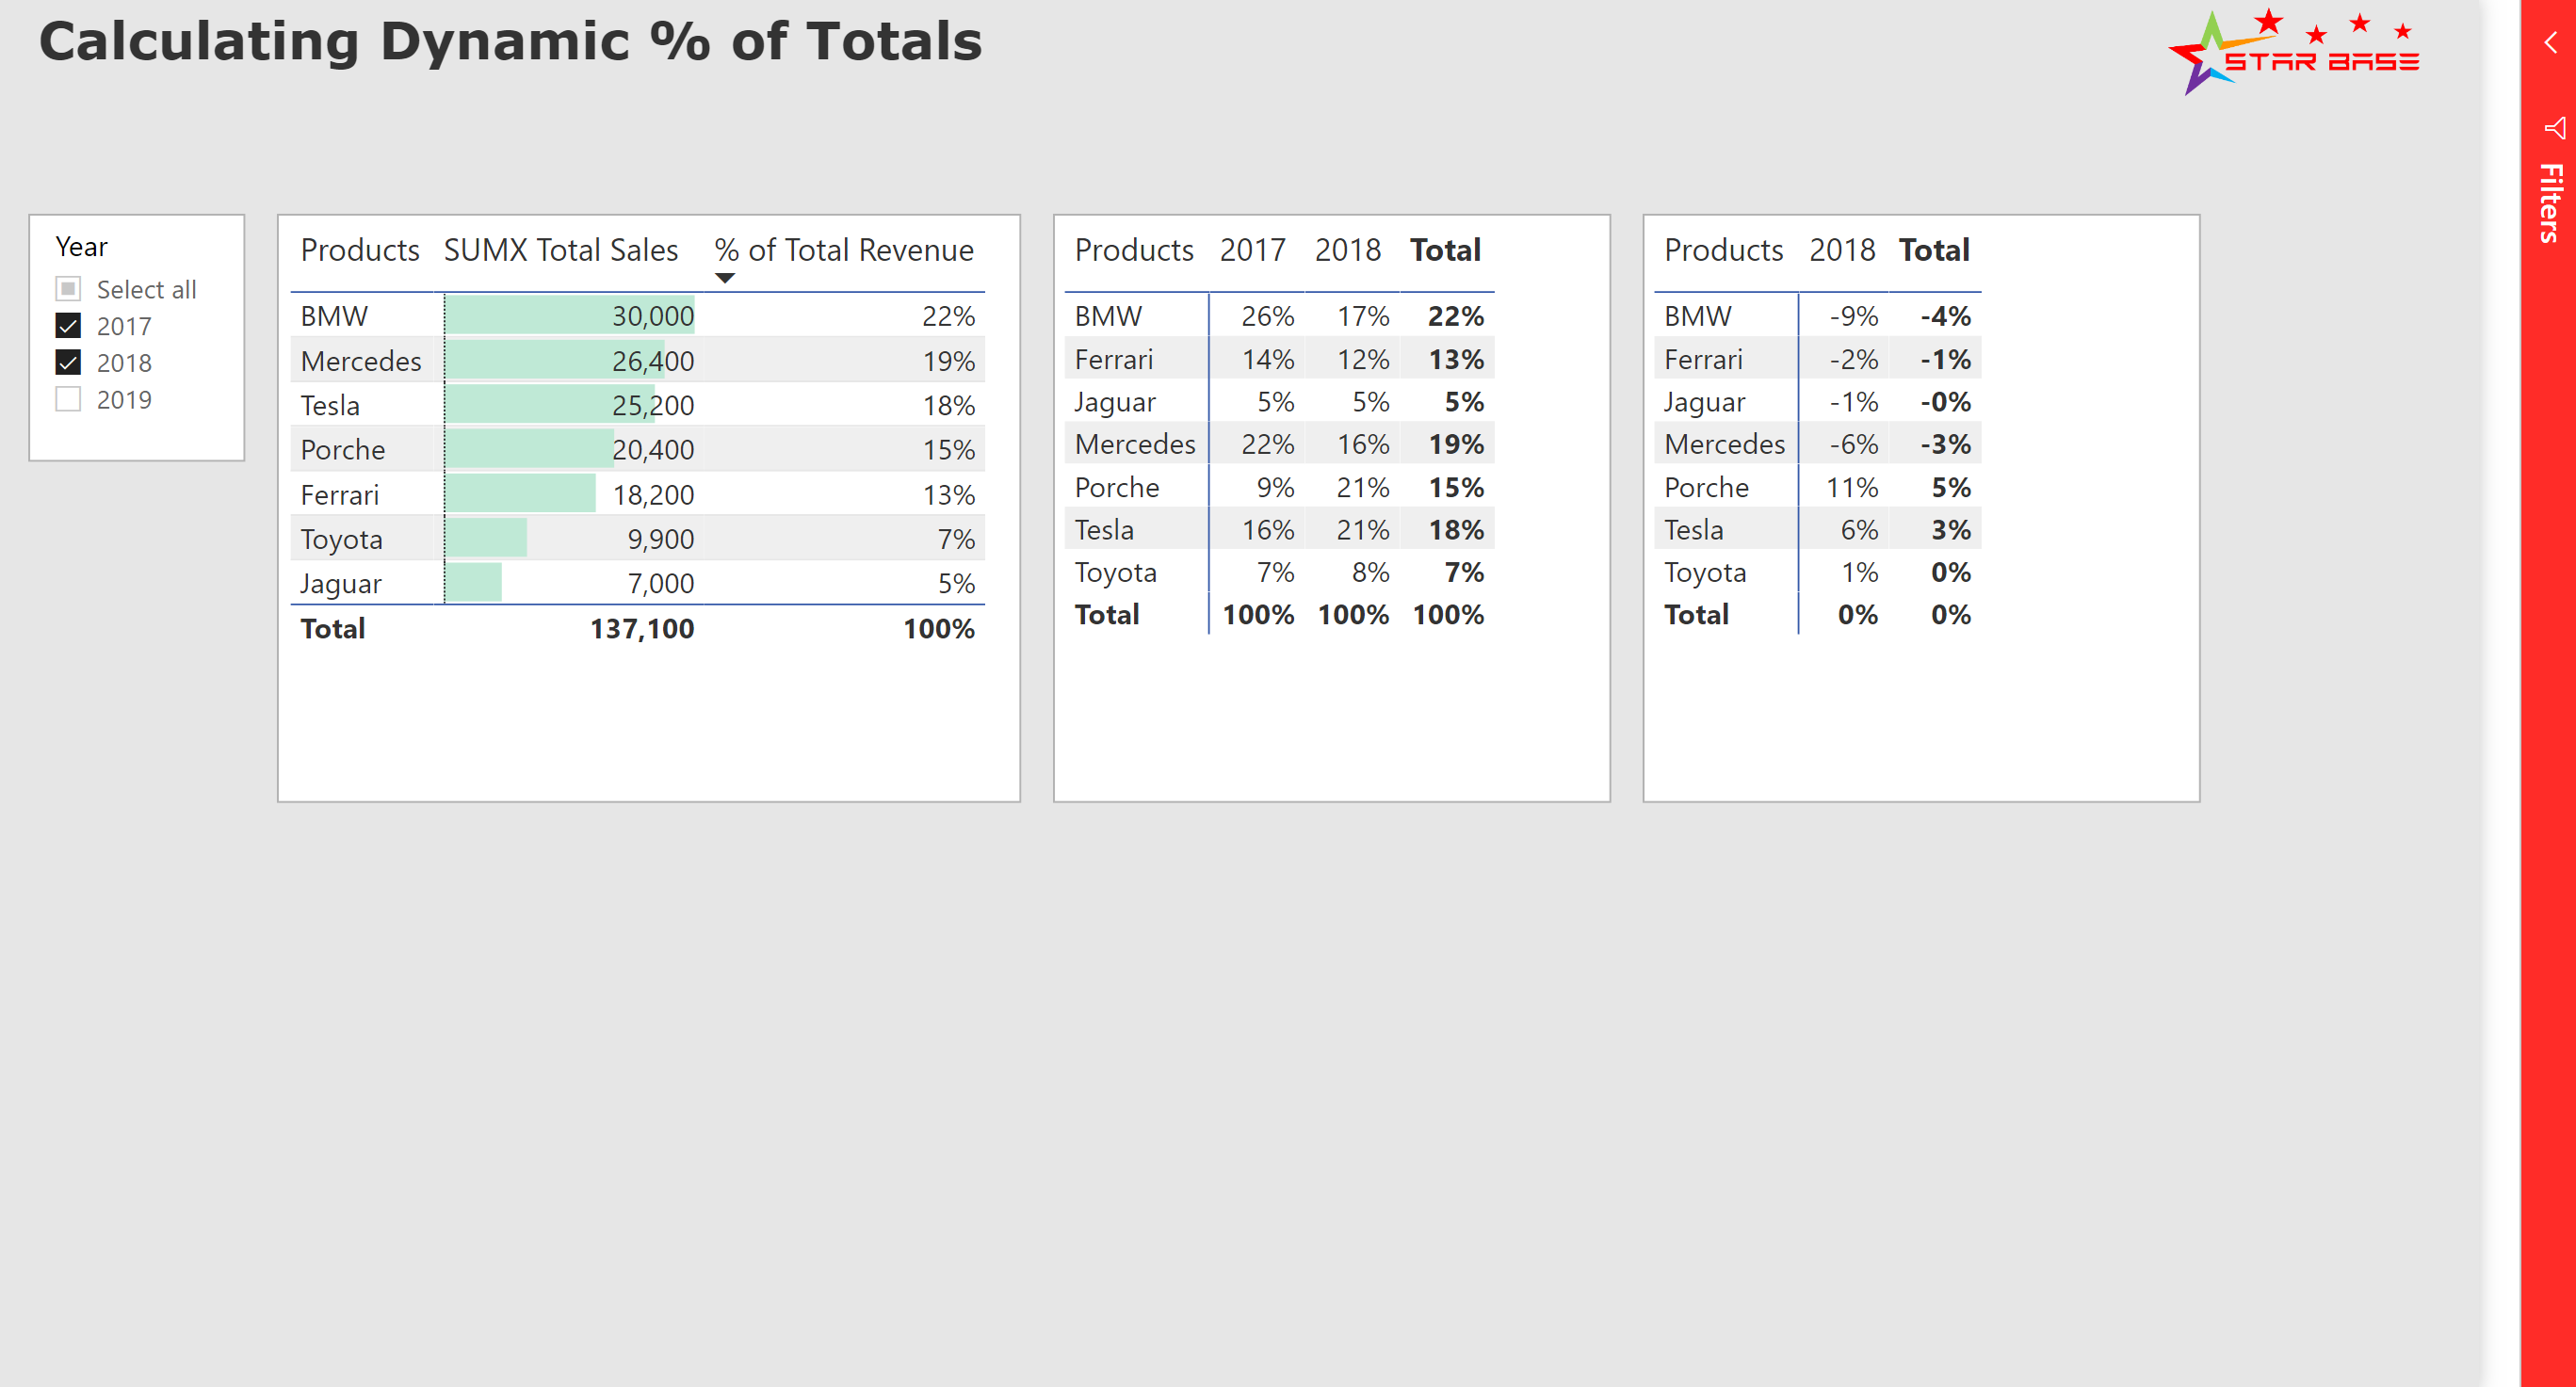 Calculating Dynamic % of Totals
STAR BASE
Filters
Year
Select all
2017
2018
2019
Products SUMX Total Sales % of Total Revenue
BMW 30,000 22%
Mercedes 26,400 19%
Tesla 25,200 18%
Porche 20,400 15%
Ferrari 18,200 13%
Toyota 9,900 7%
Jaguar 7,000 5%
Total 137,100 100%
Products 2017 2018 Total
BMW 26% 17% 22%
Ferrari 14% 12% 13%
Jaguar 5% 5% 5%
Mercedes 22% 16% 19%
Porche 9% 21% 15%
Tesla 16% 21% 18%
Toyota 7% 8% 7%
Total 100% 100% 100%
Products 2018 Total
BMW -9% -4%
Ferrari -2% -1%
Jaguar -1% -0%
Mercedes -6% -3%
Porche 11% 5%
Tesla 6% 3%
Toyota 1% 0%
Total 0% 0%